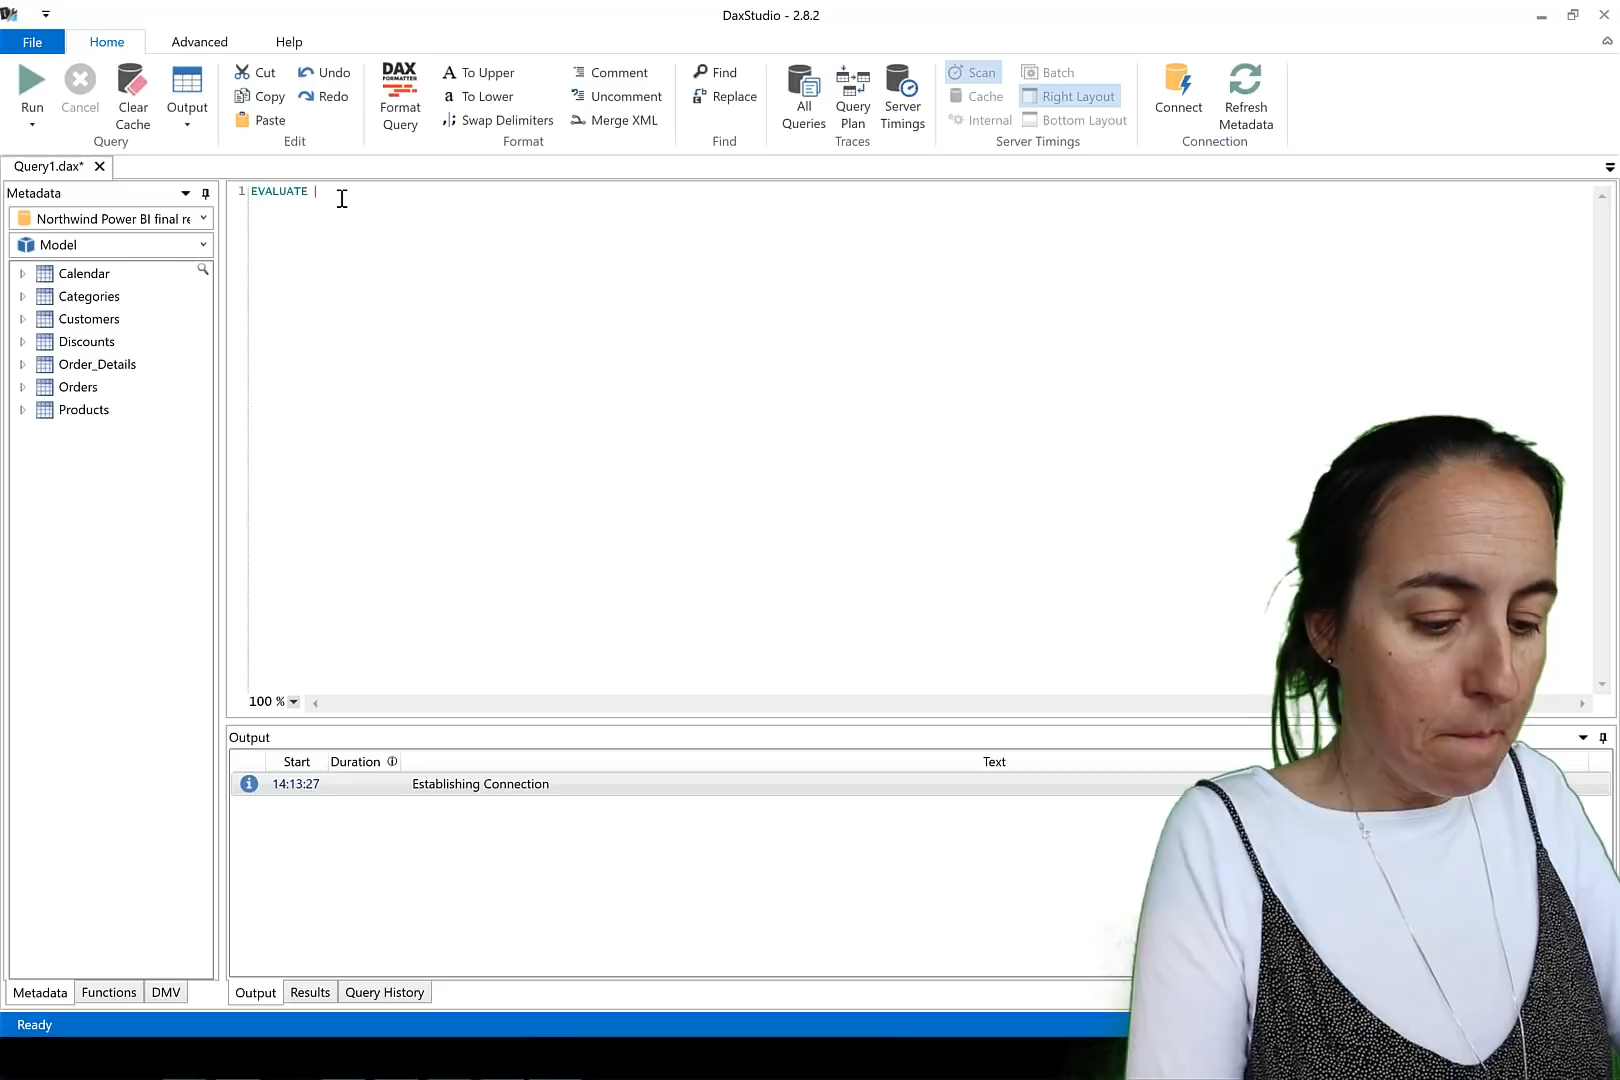 DaxStudio - 2.8.2
File Home Advanced Help
Run Cancel Clear Cache Output
Query
Cut Undo
Copy Redo
Paste
Edit
DAX FORMATTER Format Query
To Upper Comment
To Lower Uncomment
Swap Delimiters Merge XML
Format
Find
Replace
Find
All Queries Query Plan Server Timings
Traces
Scan Batch
Cache Right Layout
Internal Bottom Layout
Server Timings
Connect Refresh Metadata
Connection
Query1.dax*
Metadata
Northwind Power BI final re
Model
Calendar
Categories
Customers
Discounts
Order_Details
Orders
Products
1 EVALUATE
100 %
Output
Start Duration Text
14:13:27 Establishing Connection
Metadata Functions DMV
Output Results Query History
Ready